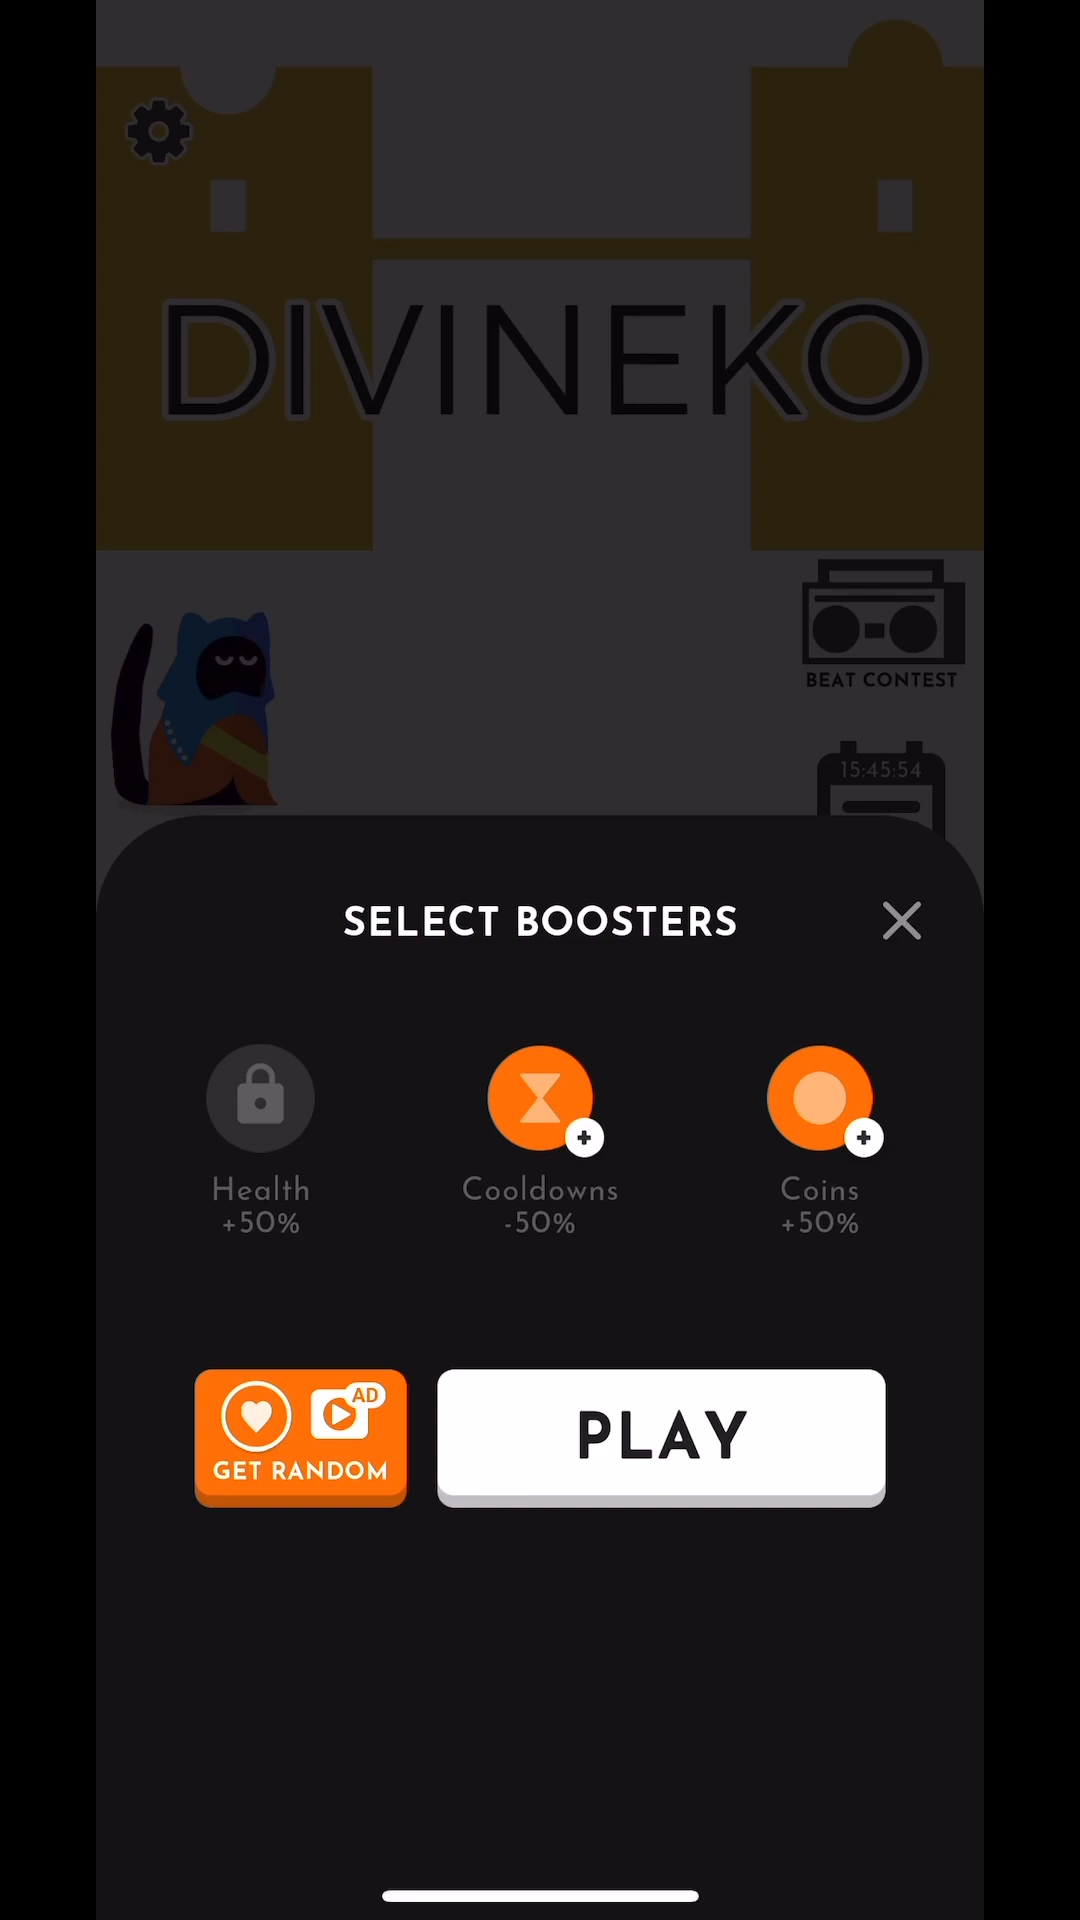 DIVINEKO
BEAT CONTEST
15:45:54
SELECT BOOSTERS
Health
+50%
Cooldowns
-50%
Coins
+50%
AD
GET RANDOM
PLAY